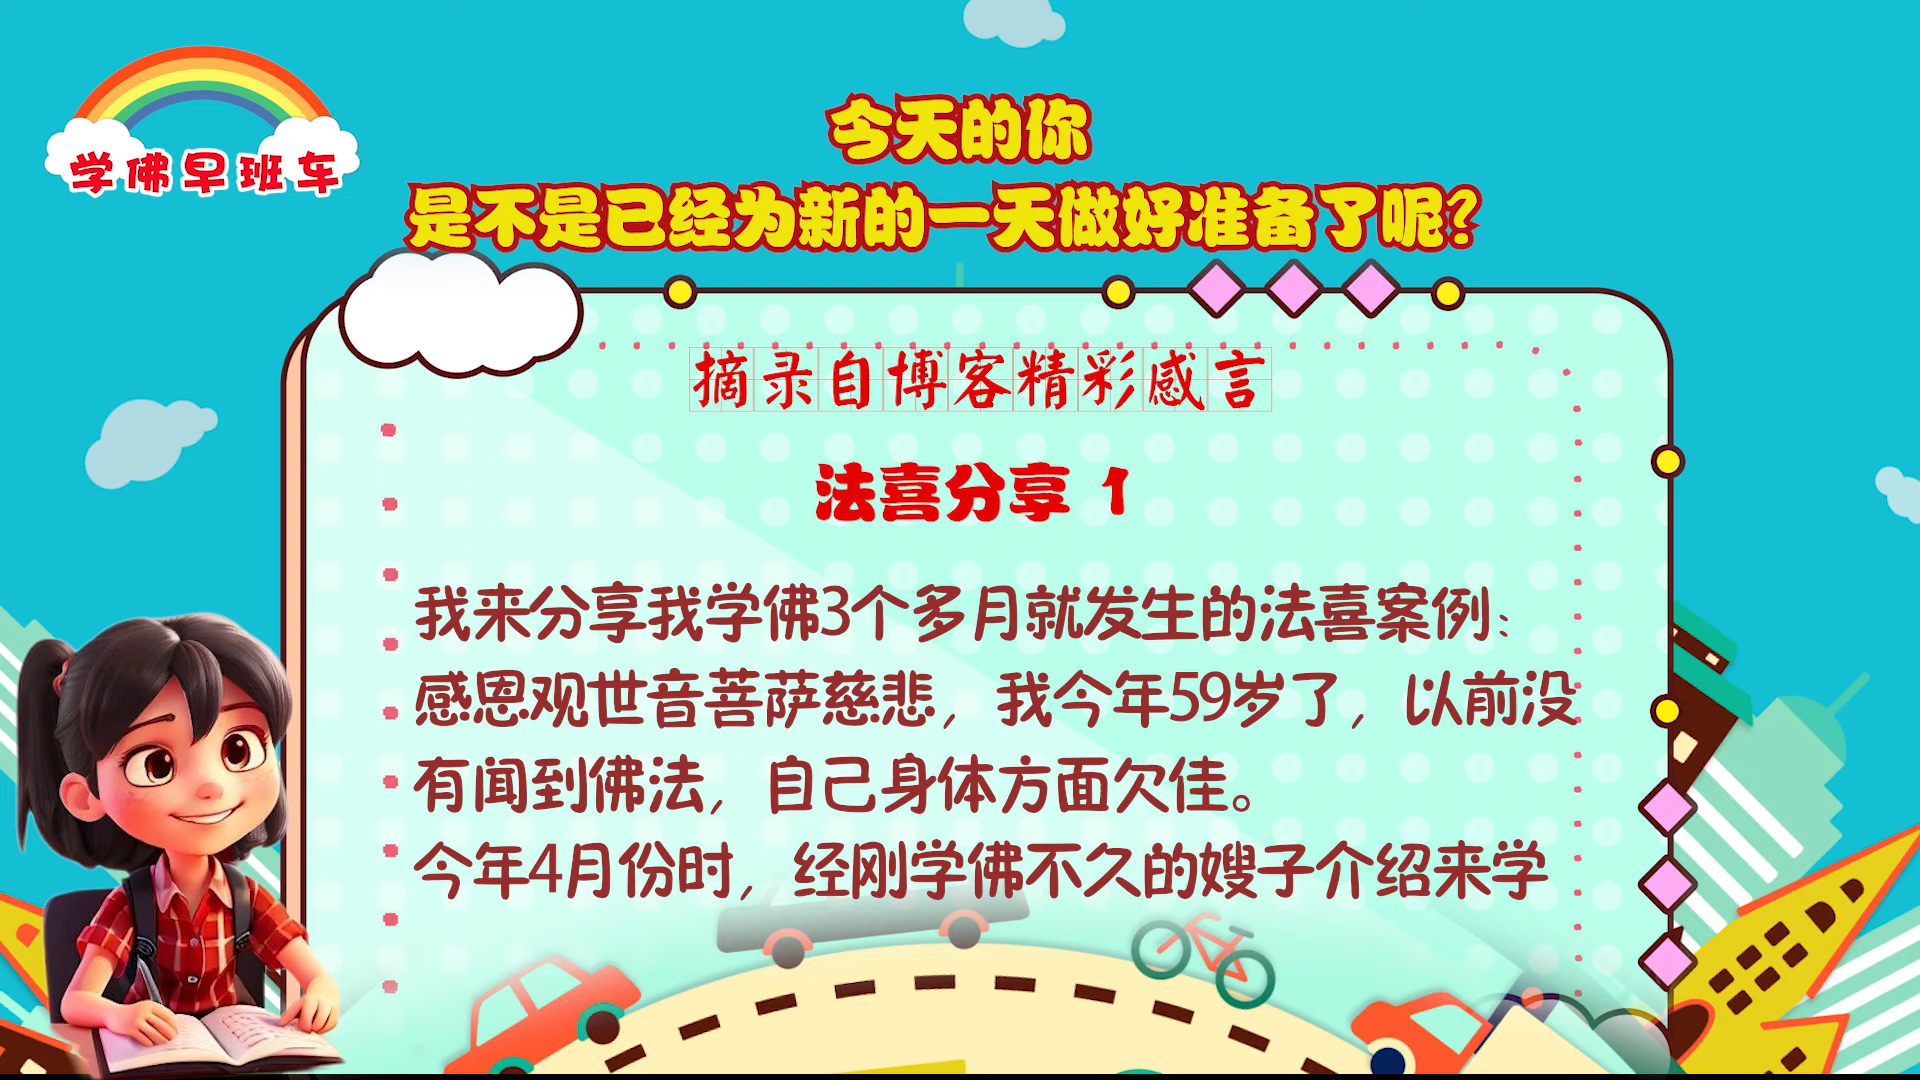 学佛早班车
今天的你
是不是已经为新的一天做好准备了呢？
摘录自博客精彩感言
法喜分享 1
我来分享我学佛3个多月就发生的法喜案例：
感恩观世音菩萨慈悲，我今年59岁了，以前没
有闻到佛法，自己身体方面欠佳。
今年4月份时，经刚学佛不久的嫂子介绍来学